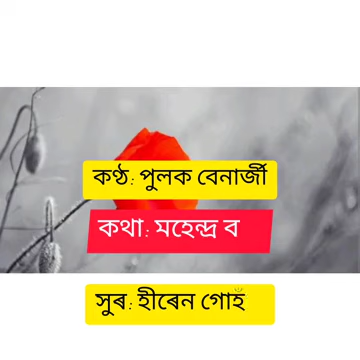 কণ্ঠ: পুলক বেনাৰ্জী
কথা: মহেন্দ্ৰ ব
সুৰ: হীৰেন গোহঁ